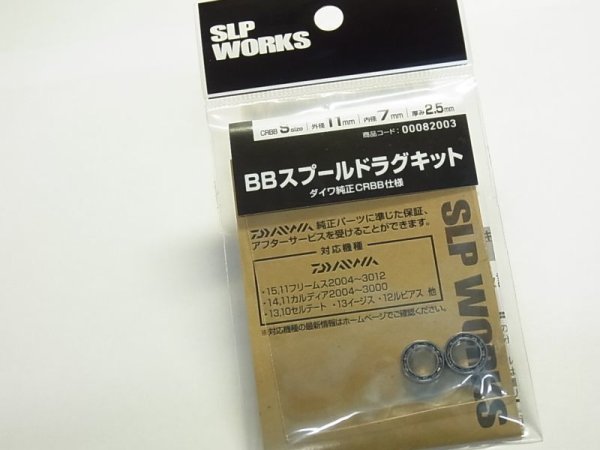 SLP
WORKS
CRBB S size 外径11mm 内径7mm 厚み2.5mm
商品コード：00082003
BBスプールドラグキット
ダイワ純正CRBB仕様
DAIWA 純正パーツに準じた保証、
アフターサービスを受けることができます。
対応機種
DAIWA
・15,11フリームス2004～3012
・14,11カルディア2004～3000
・13,10セルテート ・13イージス ・12ルビアス 他
※対応機種の最新情報はホームページでご確認ください。
SLP WORKS